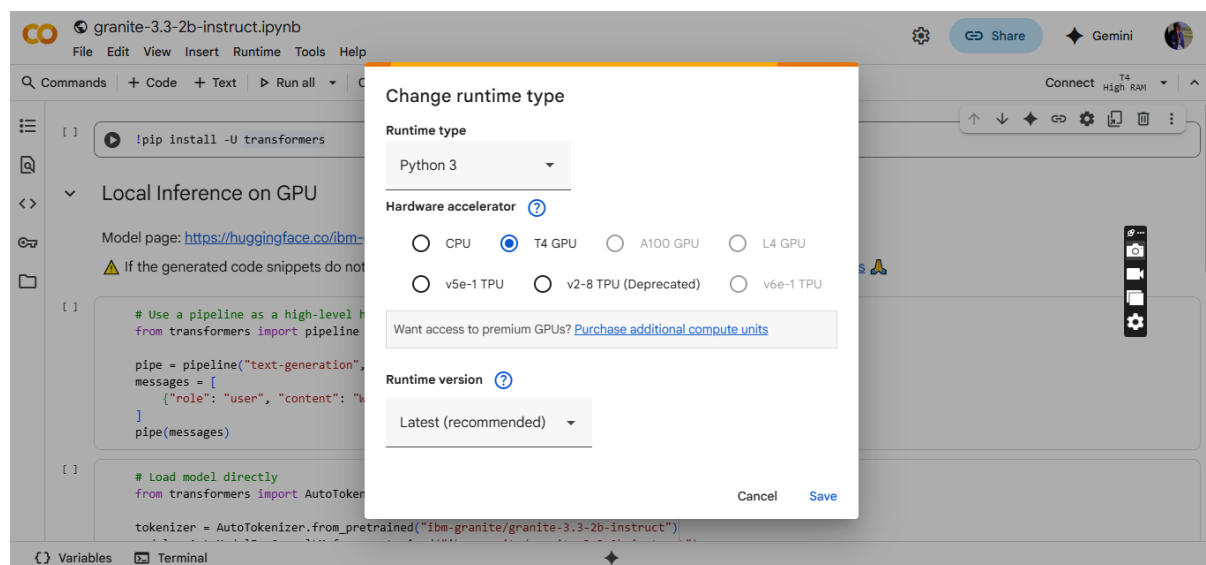 granite-3.3-2b-instruct.ipynb
File Edit View Insert Runtime Tools Help
Share
Gemini
Commands + Code + Text Run all
Connect T4 High RAM
!pip install -U transformers
Local Inference on GPU
Model page: https://huggingface.co/ibm-
If the generated code snippets do not
# Use a pipeline as a high-level h
from transformers import pipeline
pipe = pipeline("text-generation",
messages = [
{"role": "user", "content": "W
]
pipe(messages)
# Load model directly
from transformers import AutoToken
tokenizer = AutoTokenizer.from_pretrained("ibm-granite/granite-3.3-2b-instruct")
Variables Terminal
Change runtime type
Runtime type
Python 3
Hardware accelerator ?
CPU T4 GPU A100 GPU L4 GPU
v5e-1 TPU v2-8 TPU (Deprecated) v6e-1 TPU
Want access to premium GPUs? Purchase additional compute units
Runtime version ?
Latest (recommended)
Cancel Save